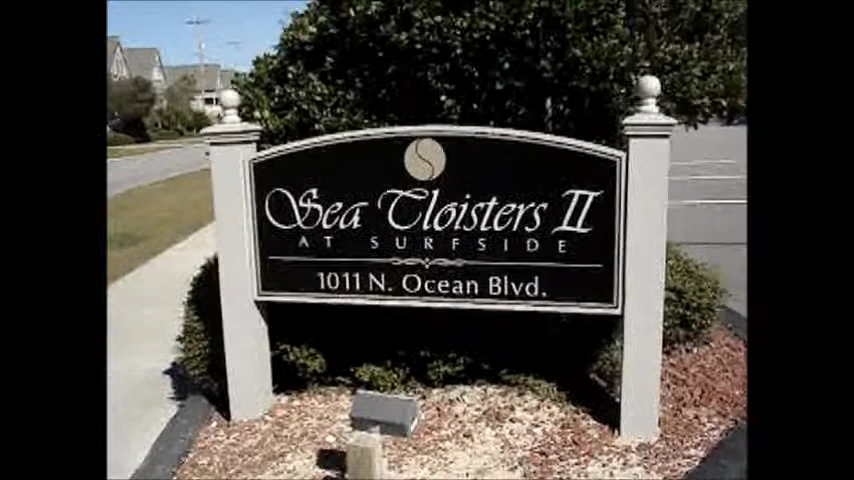 Sea Cloisters II
AT SURFSIDE
1011 N. Ocean Blvd.